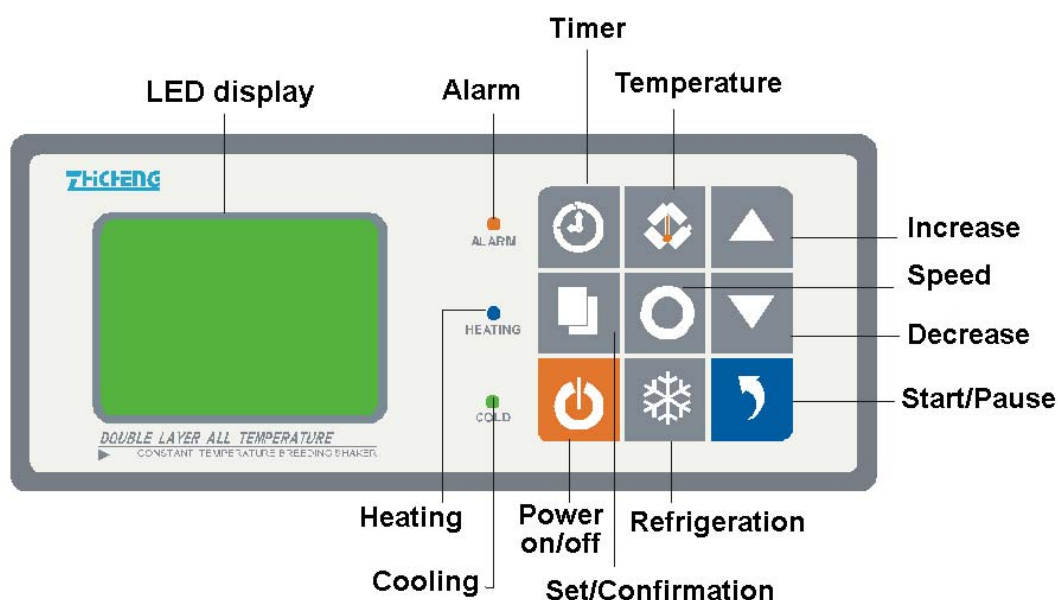 Timer
Temperature
LED display
Alarm
ZHICHENG
ALARM
Increase
Speed
HEATING
Decrease
Start/Pause
COLD
DOUBLE LAYER ALL TEMPERATURE
CONSTANT TEMPERATURE BREEDING SHAKER
Heating
Power
on/off
Refrigeration
Cooling
Set/Confirmation